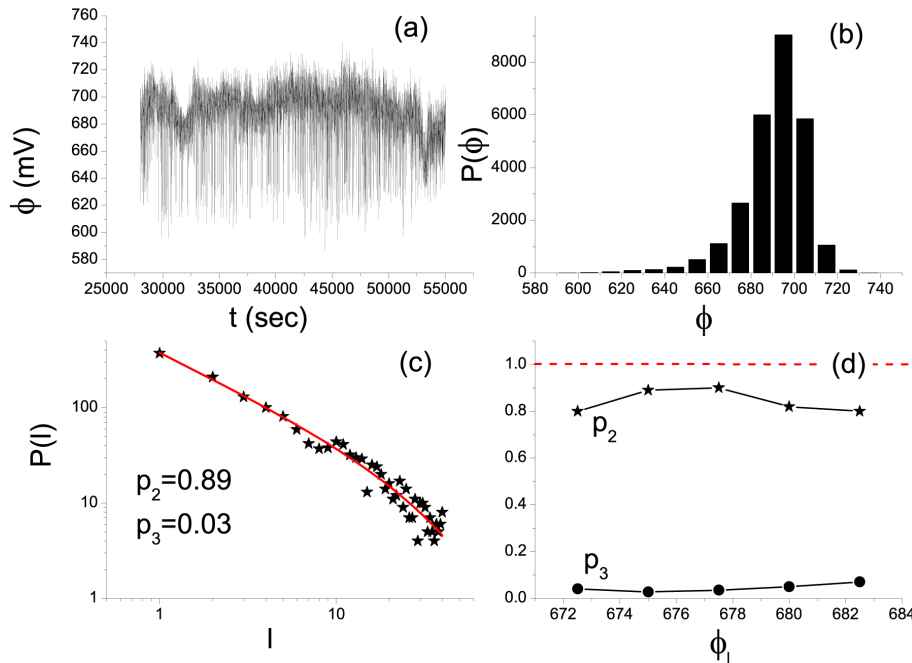 (a)
760
740
720
700
680
660
640
620
600
580
ϕ (mV)
25000 30000 35000 40000 45000 50000 55000
t (sec)
(b)
8000
6000
4000
2000
0
P(ϕ)
580 600 620 640 660 680 700 720 740
ϕ
(c)
100
10
1
P(l)
p₂=0.89
p₃=0.03
1 10
l
(d)
1.0
0.8
0.6
0.4
0.2
0.0
p₂
p₃
672 674 676 678 680 682 684
ϕₗ